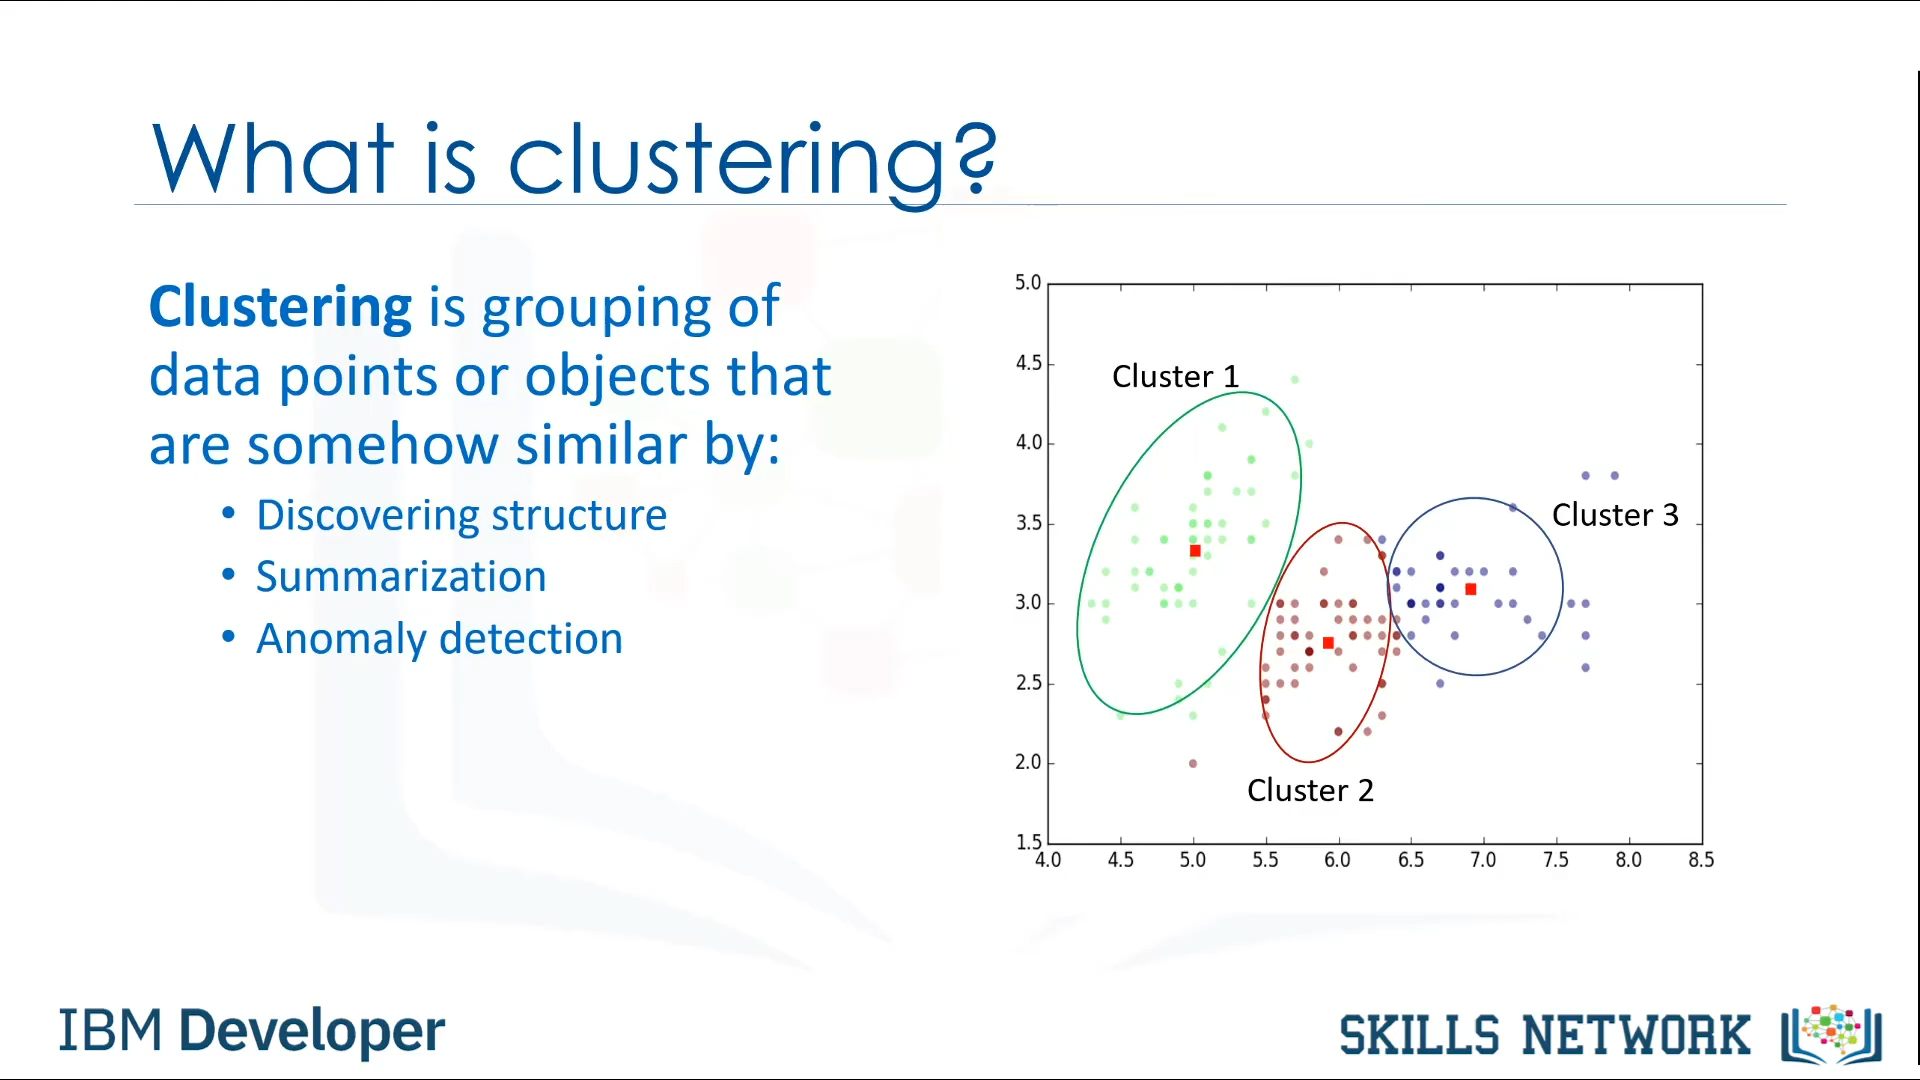 What is clustering?
Clustering is grouping of
data points or objects that
are somehow similar by:
• Discovering structure
• Summarization
• Anomaly detection
5.0
4.5
4.0
3.5
3.0
2.5
2.0
1.5
4.0 4.5 5.0 5.5 6.0 6.5 7.0 7.5 8.0 8.5
Cluster 1
Cluster 3
Cluster 2
IBM Developer
SKILLS NETWORK